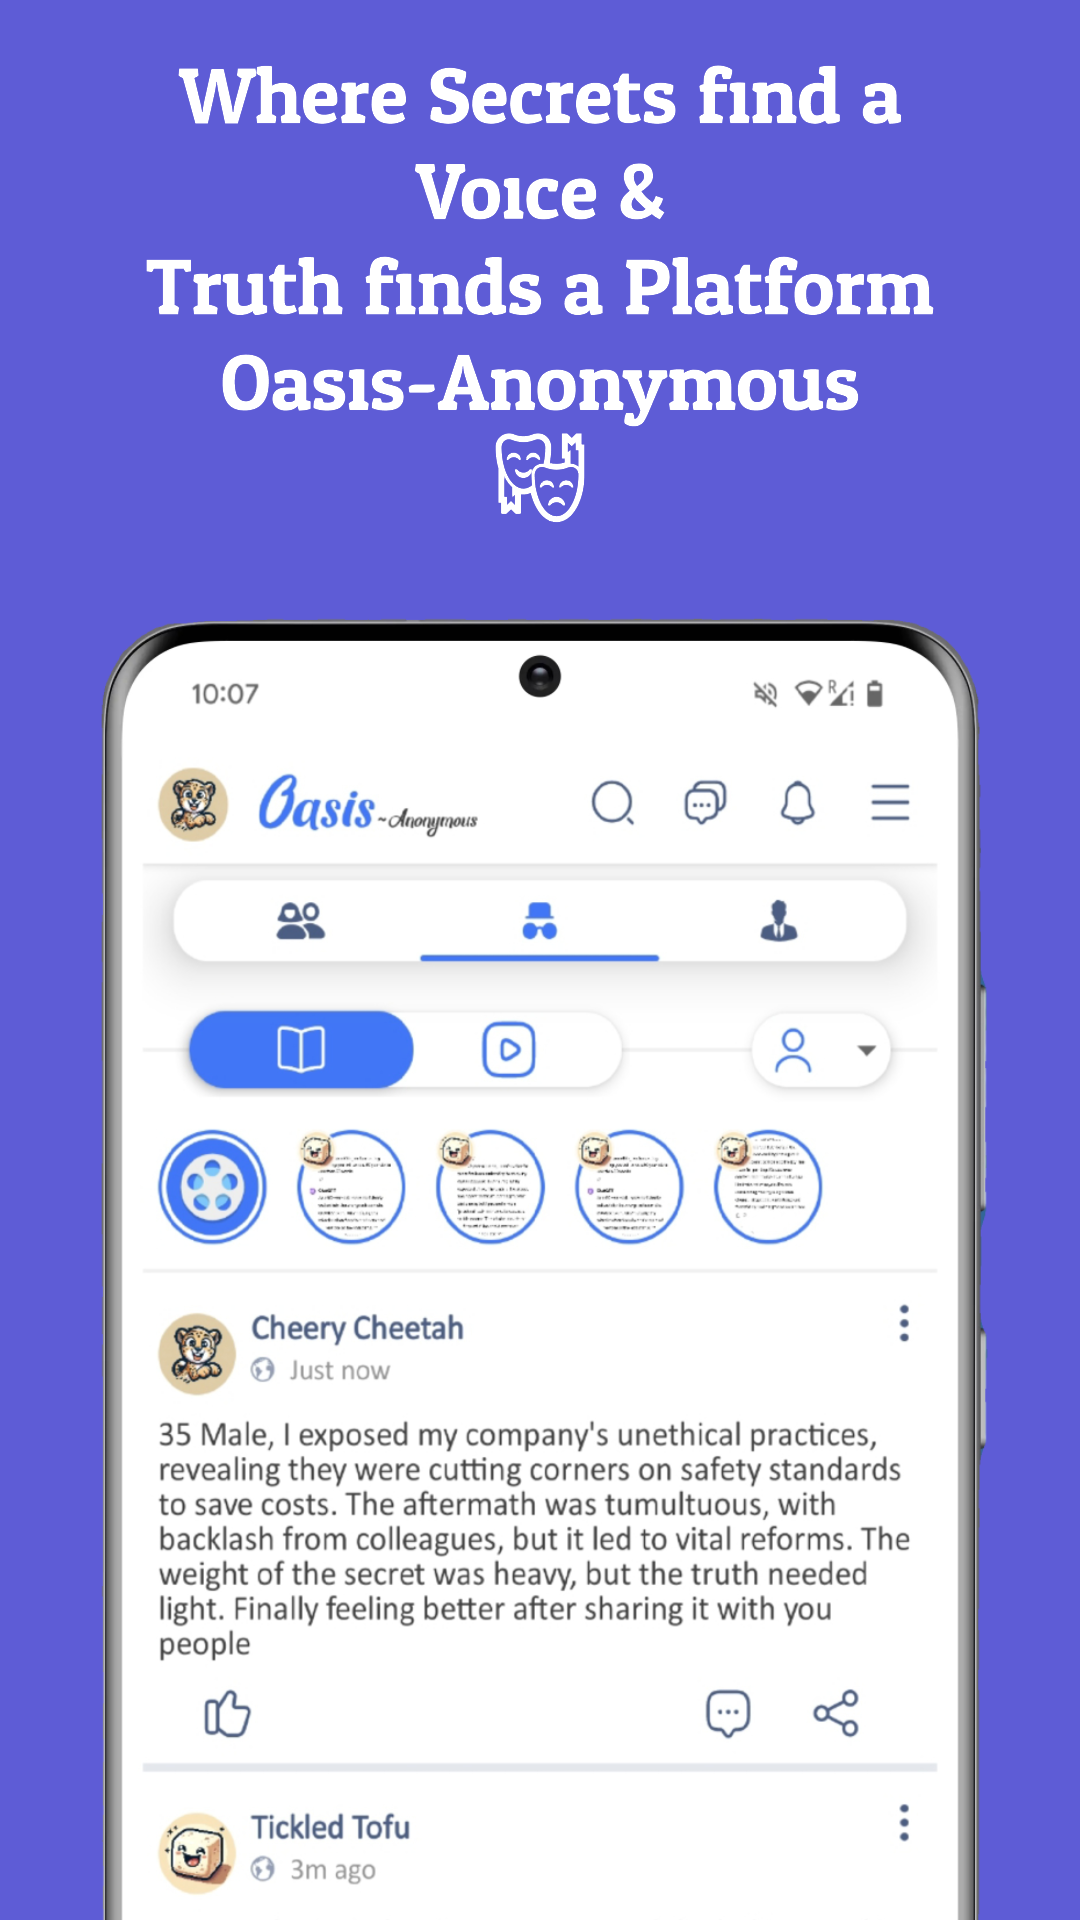 Where Secrets find a
Voice &
Truth finds a Platform
Oasis-Anonymous
10:07
R
Oasis ~Anonymous
Cheery Cheetah
Just now
35 Male, I exposed my company's unethical practices,
revealing they were cutting corners on safety standards
to save costs. The aftermath was tumultuous, with
backlash from colleagues, but it led to vital reforms. The
weight of the secret was heavy, but the truth needed
light. Finally feeling better after sharing it with you
people
Tickled Tofu
3m ago